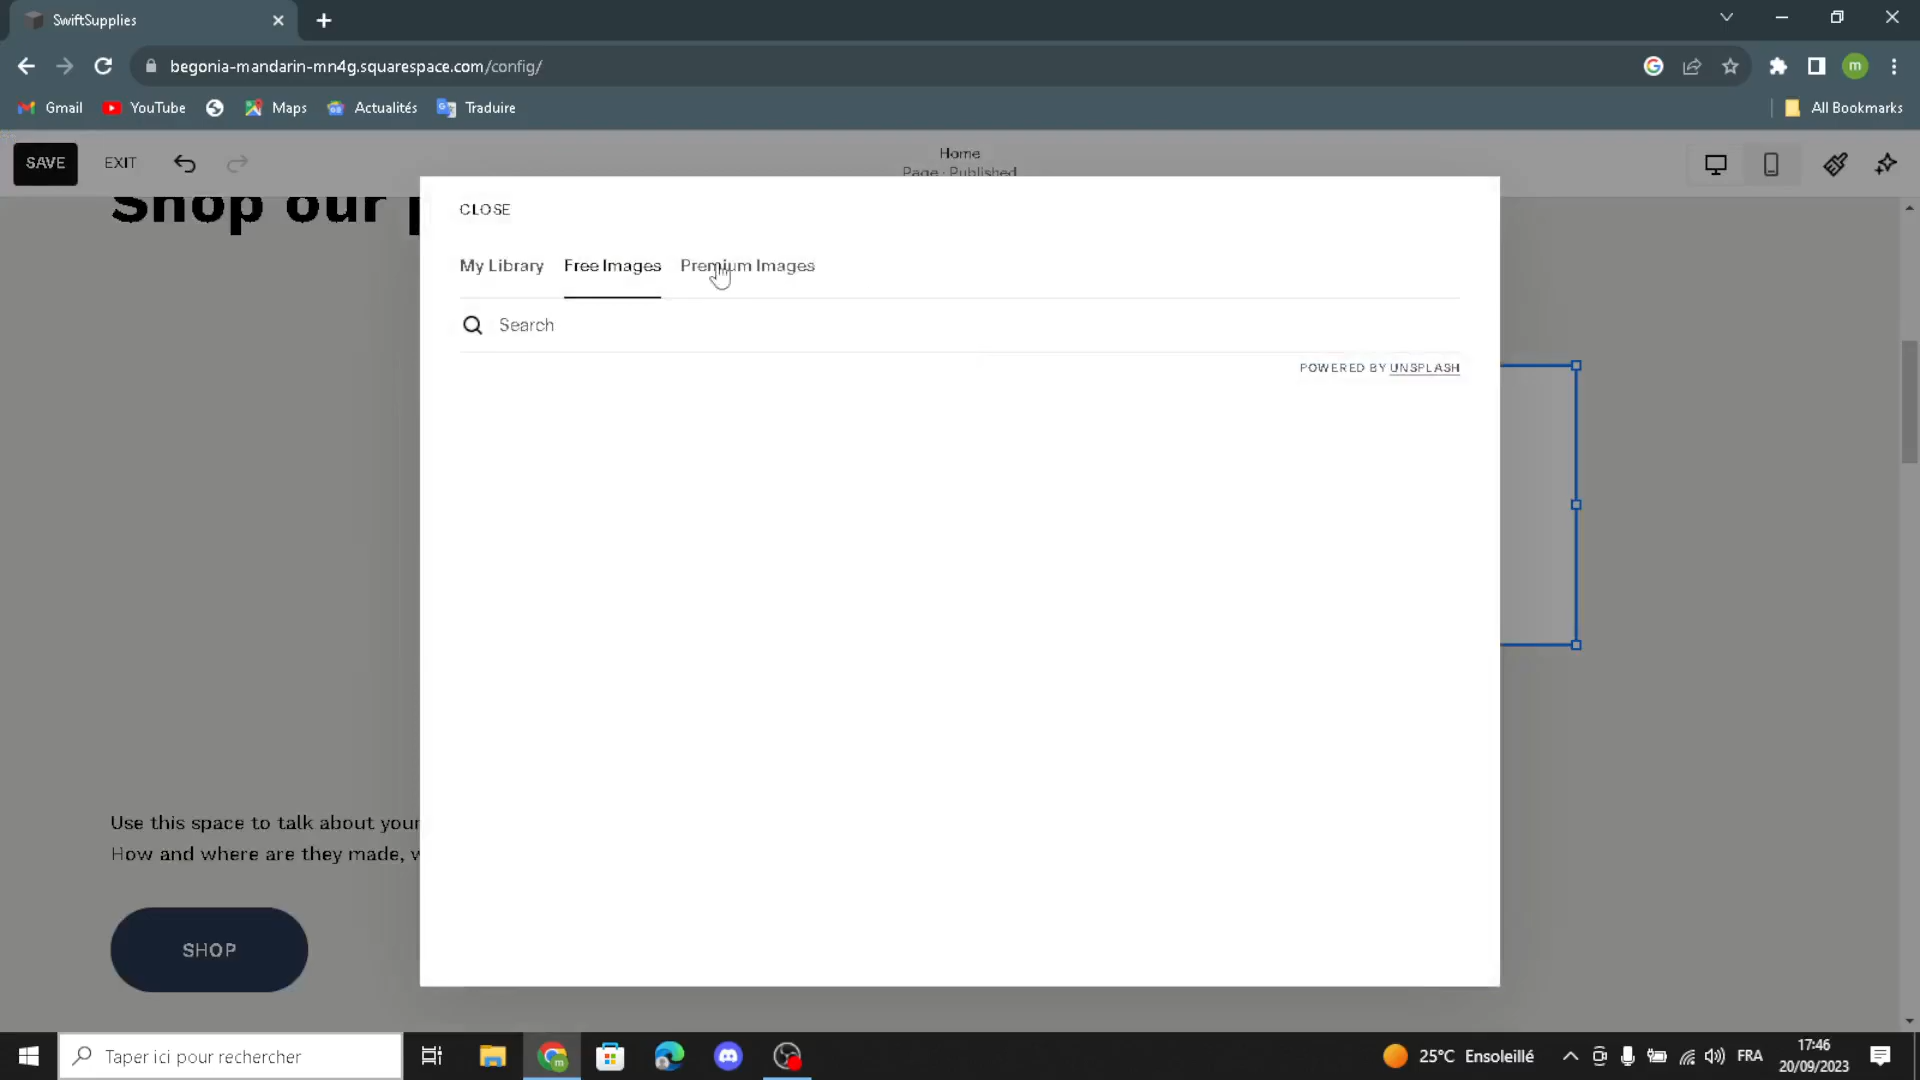 SwiftSupplies
begonia-mandarin-mn4g.squarespace.com/config/
m
Gmail YouTube Maps Actualités Traduire All Bookmarks
SAVE EXIT Home
Page · Published
Shop our p
CLOSE
My Library Free Images Premium Images
Search
POWERED BY UNSPLASH
Use this space to talk about your
How and where are they made, w
SHOP
Taper ici pour rechercher 25°C Ensoleillé FRA 17:46
20/09/2023